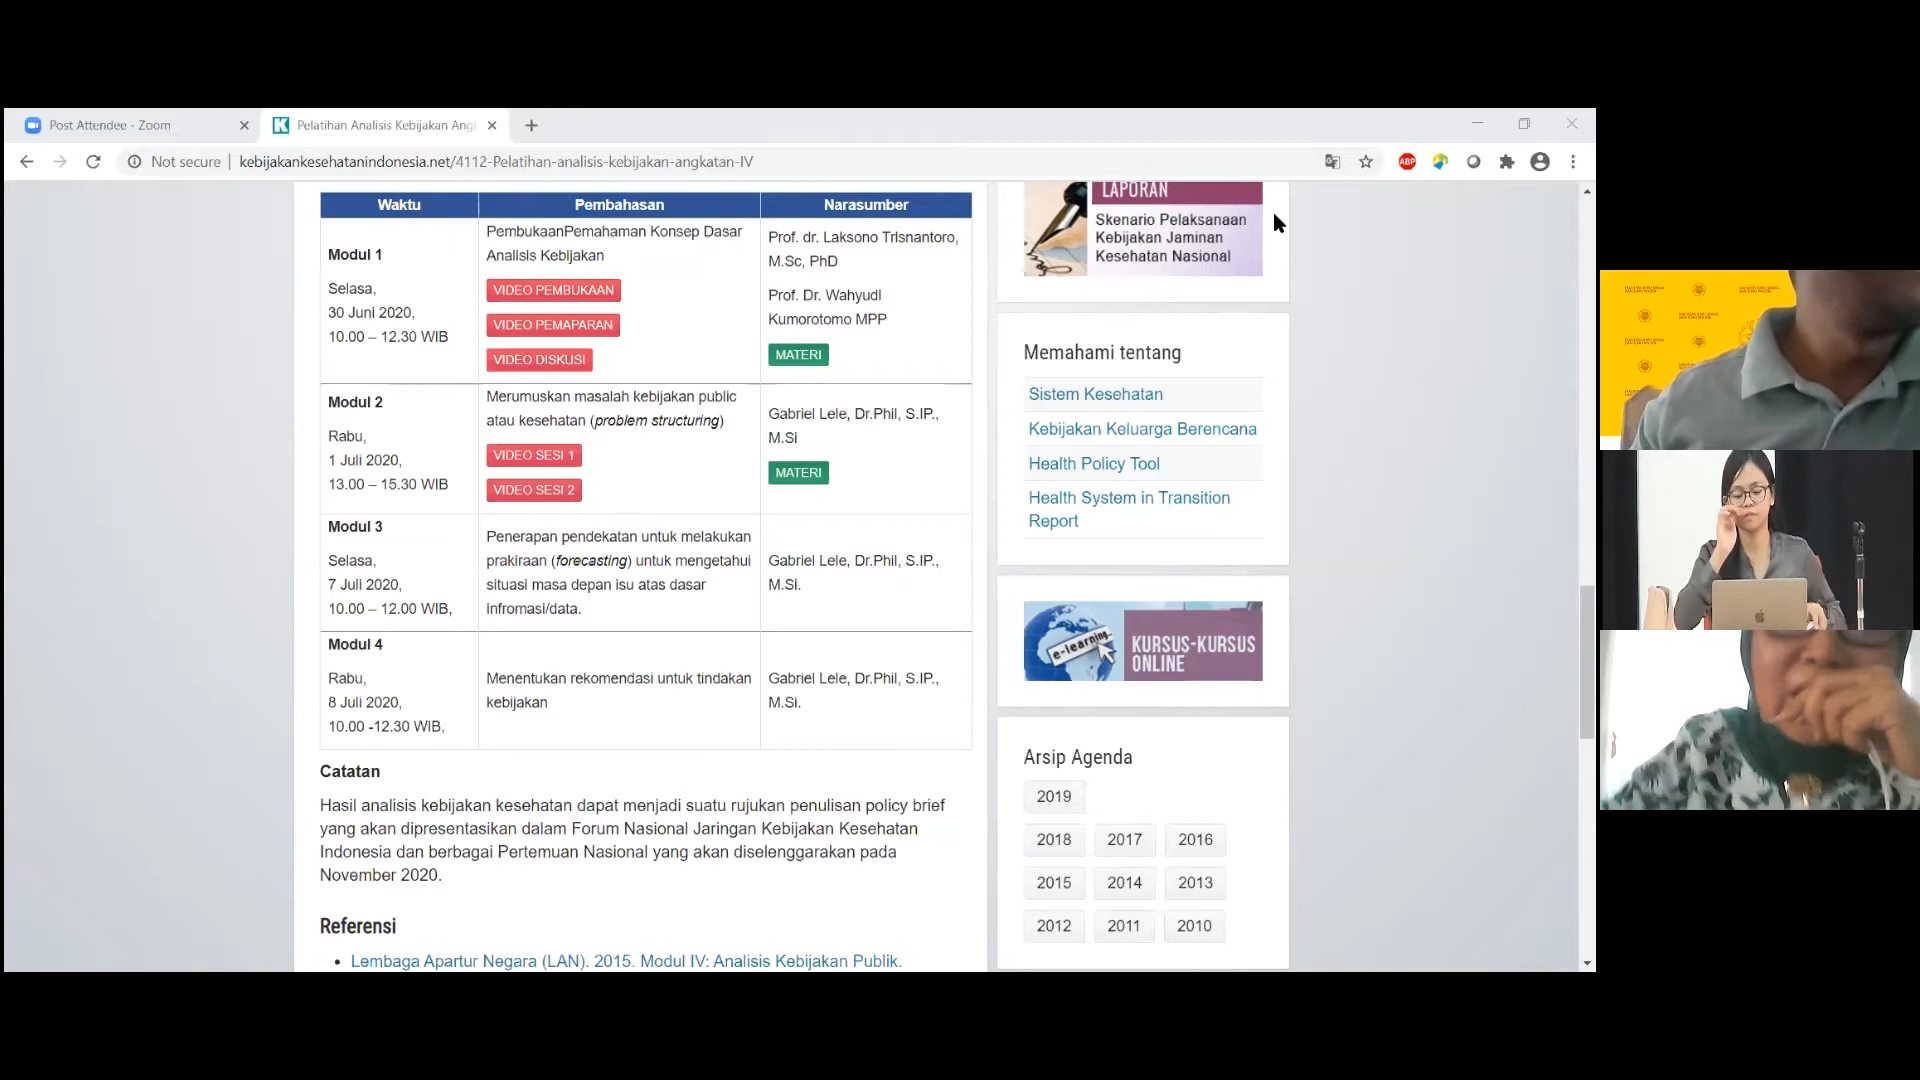 Post Attendee - Zoom
Pelatihan Analisis Kebijakan Ang
Not secure | kebijakankesehatanindonesia.net/4112-Pelatihan-analisis-kebijakan-angkatan-IV
ABP
Waktu
Pembahasan
Narasumber
Modul 1
Selasa,
30 Juni 2020,
10.00 – 12.30 WIB
PembukaanPemahaman Konsep Dasar
Analisis Kebijakan
VIDEO PEMBUKAAN
VIDEO PEMAPARAN
VIDEO DISKUSI
Prof. dr. Laksono TrIsnantoro,
M.Sc, PhD
Prof. Dr. WahyudI
Kumorotomo MPP
MATERI
Modul 2
Rabu,
1 Juli 2020,
13.00 – 15.30 WIB
Merumuskan masalah kebijakan public
atau kesehatan (problem structuring)
VIDEO SESI 1
VIDEO SESI 2
Gabriel Lele, Dr.Phil, S.IP.,
M.Si
MATERI
Modul 3
Selasa,
7 Juli 2020,
10.00 – 12.00 WIB,
Penerapan pendekatan untuk melakukan
prakiraan (forecasting) untuk mengetahui
situasi masa depan isu atas dasar
infromasi/data.
Gabriel Lele, Dr.Phil, S.IP.,
M.Si.
Modul 4
Rabu,
8 Juli 2020,
10.00 -12.30 WIB,
Menentukan rekomendasi untuk tindakan
kebijakan
Gabriel Lele, Dr.Phil, S.IP.,
M.Si.
Catatan
Hasil analisis kebijakan kesehatan dapat menjadi suatu rujukan penulisan policy brief
yang akan dipresentasikan dalam Forum Nasional Jaringan Kebijakan Kesehatan
Indonesia dan berbagai Pertemuan Nasional yang akan diselenggarakan pada
November 2020.
Referensi
• Lembaga Apartur Negara (LAN). 2015. Modul IV: Analisis Kebijakan Publik.
LAPORAN
Skenario Pelaksanaan
Kebijakan Jaminan
Kesehatan Nasional
Memahami tentang
Sistem Kesehatan
Kebijakan Keluarga Berencana
Health Policy Tool
Health System in Transition
Report
e-learning
KURSUS-KURSUS
ONLINE
Arsip Agenda
2019
2018 2017 2016
2015 2014 2013
2012 2011 2010